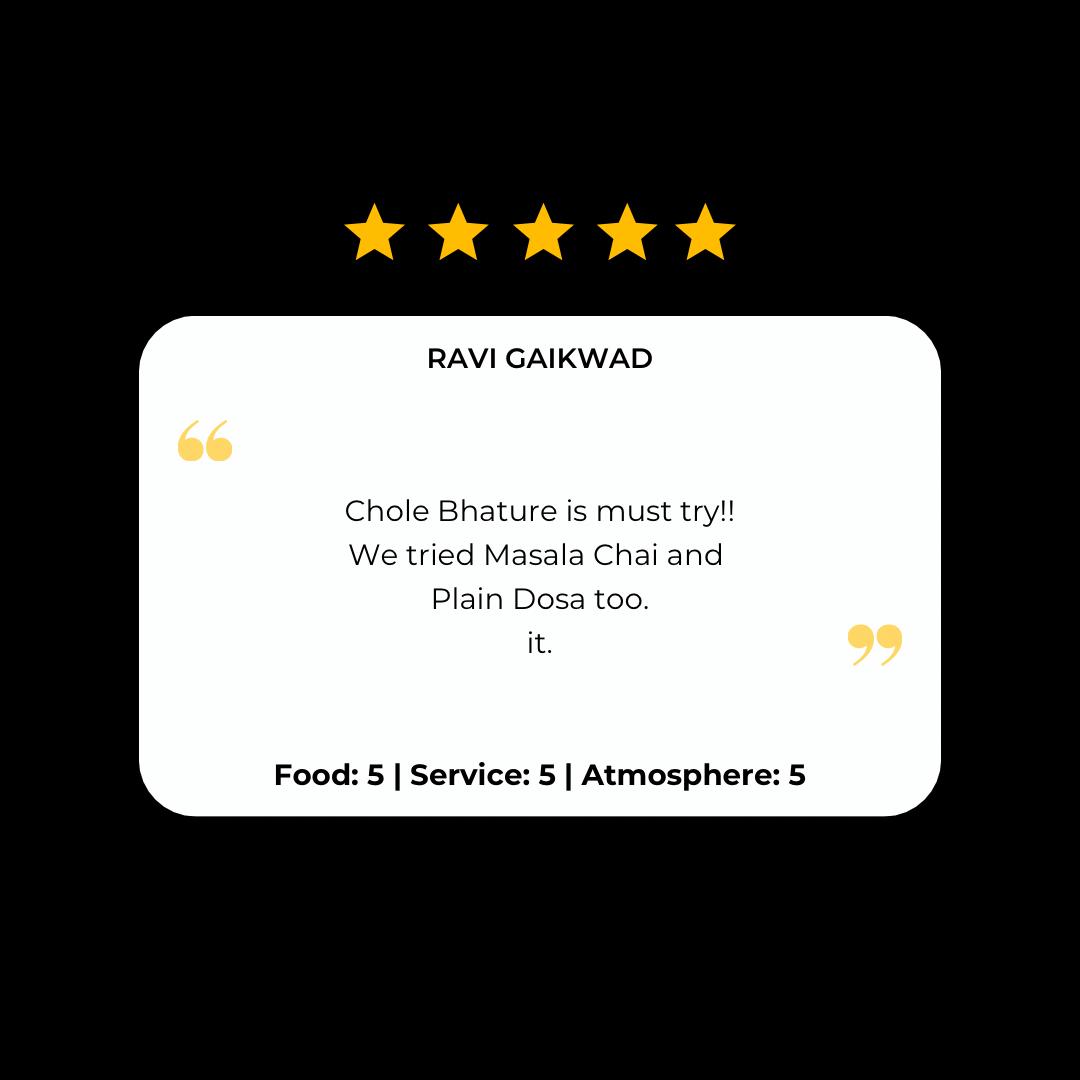 RAVI GAIKWAD
“
Chole Bhature is must try!!
We tried Masala Chai and
Plain Dosa too.
it.
”
Food: 5 | Service: 5 | Atmosphere: 5